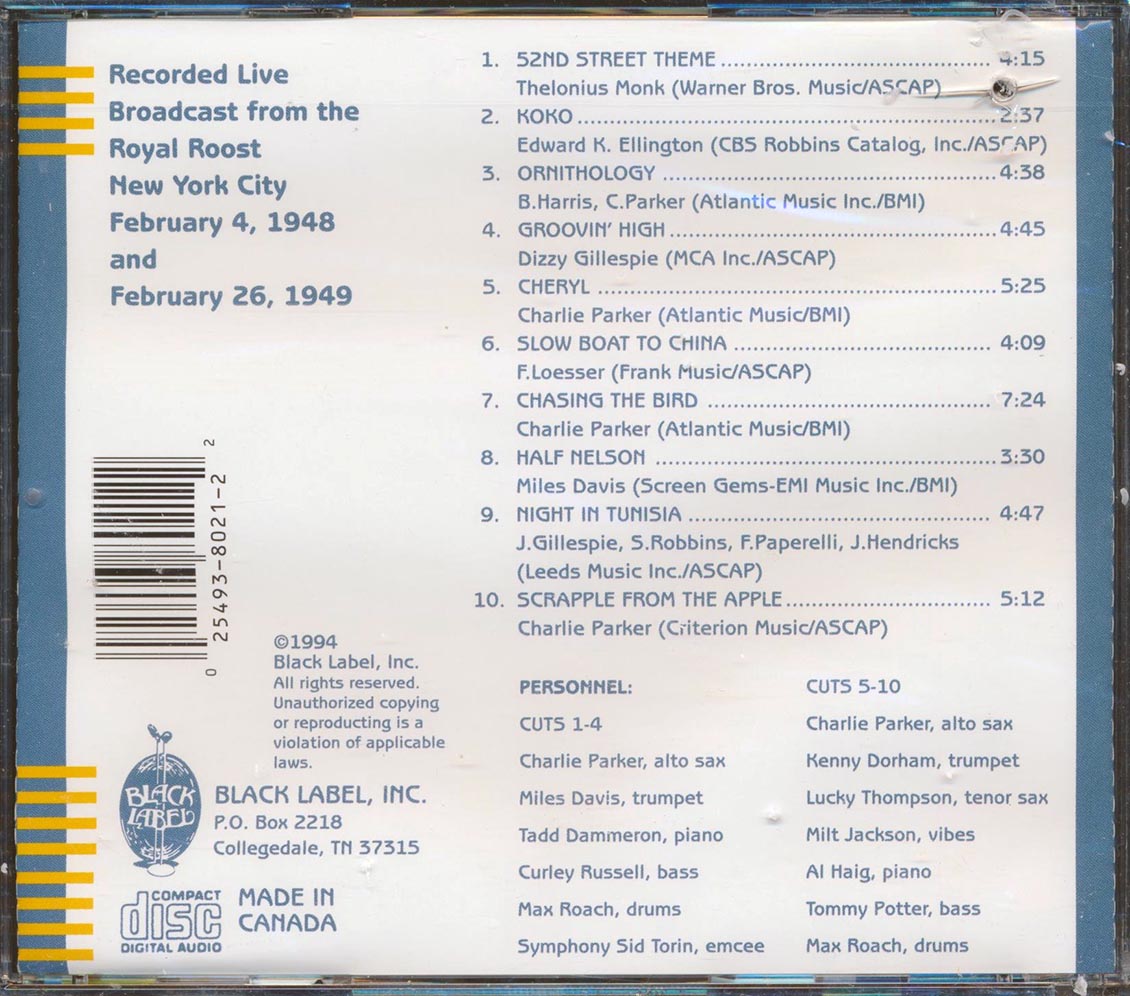 Recorded Live
Broadcast from the
Royal Roost
New York City
February 4, 1948
and
February 26, 1949
1. 52ND STREET THEME 4:15
Thelonius Monk (Warner Bros. Music/ASCAP)
2. KOKO 2:37
Edward K. Ellington (CBS Robbins Catalog, Inc./ASCAP)
3. ORNITHOLOGY 4:38
B.Harris, C.Parker (Atlantic Music Inc./BMI)
4. GROOVIN' HIGH 4:45
Dizzy Gillespie (MCA Inc./ASCAP)
5. CHERYL 5:25
Charlie Parker (Atlantic Music/BMI)
6. SLOW BOAT TO CHINA 4:09
F.Loesser (Frank Music/ASCAP)
7. CHASING THE BIRD 7:24
Charlie Parker (Atlantic Music/BMI)
8. HALF NELSON 3:30
Miles Davis (Screen Gems-EMI Music Inc./BMI)
9. NIGHT IN TUNISIA 4:47
J.Gillespie, S.Robbins, F.Paperelli, J.Hendricks
(Leeds Music Inc./ASCAP)
10. SCRAPPLE FROM THE APPLE 5:12
Charlie Parker (Criterion Music/ASCAP)
PERSONNEL:
CUTS 1-4
Charlie Parker, alto sax
Miles Davis, trumpet
Tadd Dammeron, piano
Curley Russell, bass
Max Roach, drums
Symphony Sid Torin, emcee
CUTS 5-10
Charlie Parker, alto sax
Kenny Dorham, trumpet
Lucky Thompson, tenor sax
Milt Jackson, vibes
Al Haig, piano
Tommy Potter, bass
Max Roach, drums
0 25493-8021-2 2
©1994
Black Label, Inc.
All rights reserved.
Unauthorized copying
or reproducting is a
violation of applicable
laws.
BLACK
LABEL
BLACK LABEL, INC.
P.O. Box 2218
Collegedale, TN 37315
COMPACT
disc
DIGITAL AUDIO
MADE IN
CANADA